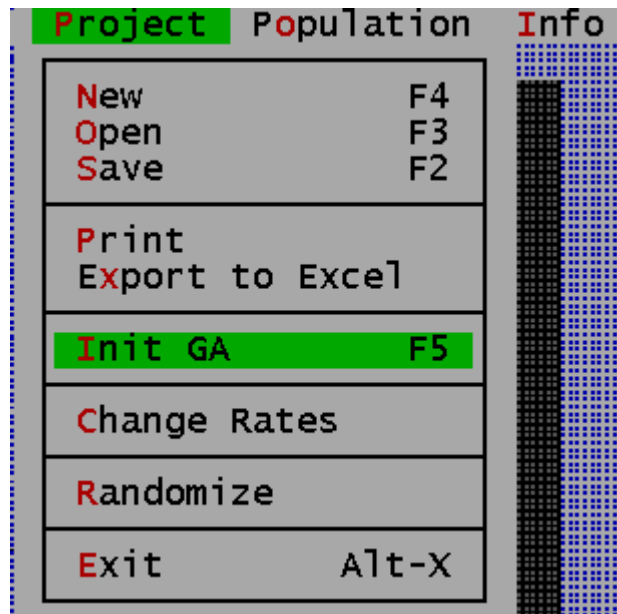 Project Population Info
New F4
Open F3
Save F2
Print
Export to Excel
Init GA F5
Change Rates
Randomize
Exit Alt-X